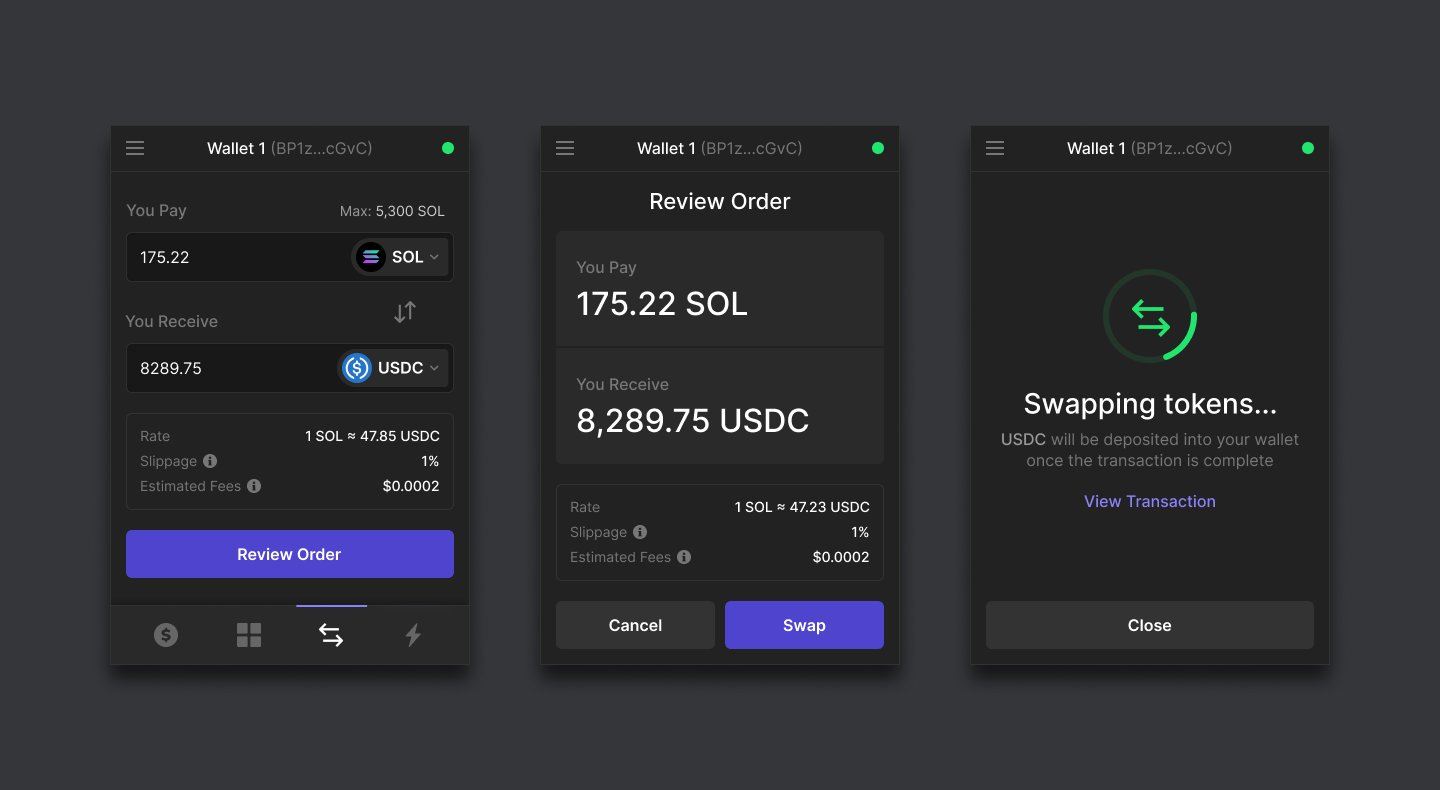 Wallet 1 (BP1z...cGvC)
You Pay
Max: 5,300 SOL
175.22
SOL
You Receive
8289.75
USDC
Rate
1 SOL ≈ 47.85 USDC
Slippage
1%
Estimated Fees
$0.0002
Review Order
Wallet 1 (BP1z...cGvC)
Review Order
You Pay
175.22 SOL
You Receive
8,289.75 USDC
Rate
1 SOL ≈ 47.23 USDC
Slippage
1%
Estimated Fees
$0.0002
Cancel
Swap
Wallet 1 (BP1z...cGvC)
Swapping tokens...
USDC will be deposited into your wallet
once the transaction is complete
View Transaction
Close